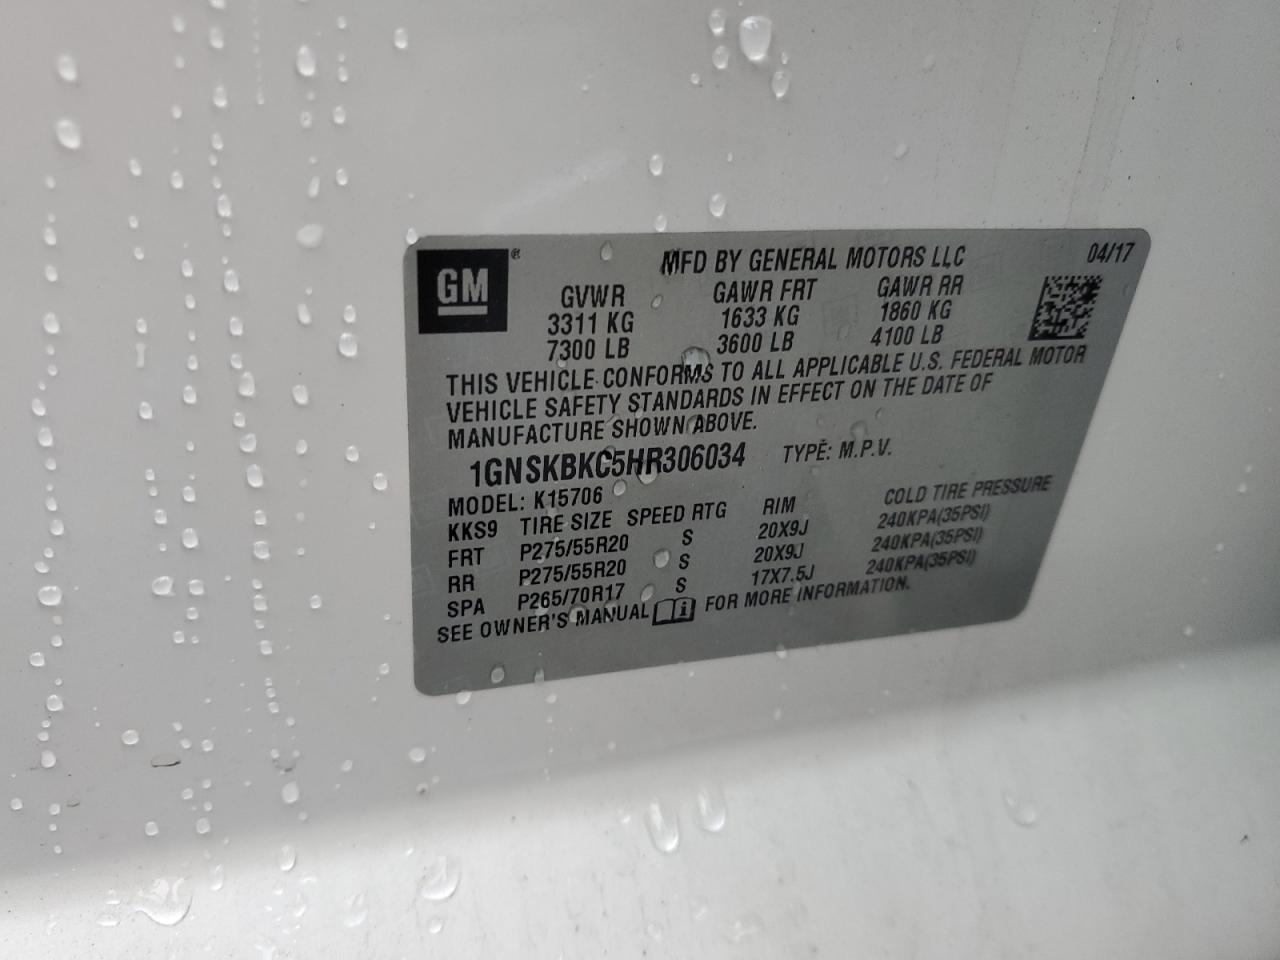 GM®
MFD BY GENERAL MOTORS LLC 04/17
GVWR GAWR FRT GAWR RR
3311 KG 1633 KG 1860 KG
7300 LB 3600 LB 4100 LB
THIS VEHICLE CONFORMS TO ALL APPLICABLE U.S. FEDERAL MOTOR
VEHICLE SAFETY STANDARDS IN EFFECT ON THE DATE OF
MANUFACTURE SHOWN ABOVE.
1GNSKBKC5HR306034 TYPE: M.P.V.
MODEL: K15706
KKS9 TIRE SIZE SPEED RTG RIM COLD TIRE PRESSURE
FRT P275/55R20 S 20X9J 240KPA(35PSI)
RR P275/55R20 S 20X9J 240KPA(35PSI)
SPA P265/70R17 S 17X7.5J 240KPA(35PSI)
SEE OWNER'S MANUAL FOR MORE INFORMATION.